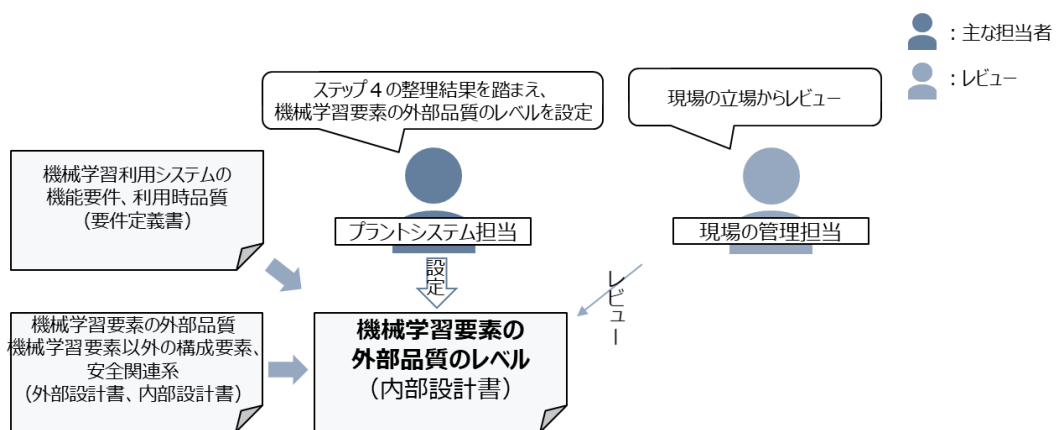 ：主な担当者
：レビュー
ステップ４の整理結果を踏まえ、
機械学習要素の外部品質のレベルを設定
現場の立場からレビュー
機械学習利用システムの
機能要件、利用時品質
（要件定義書）
プラントシステム担当
現場の管理担当
設定
レビュー
機械学習要素の外部品質
機械学習要素以外の構成要素、
安全関連系
（外部設計書、内部設計書）
機械学習要素の
外部品質のレベル
（内部設計書）